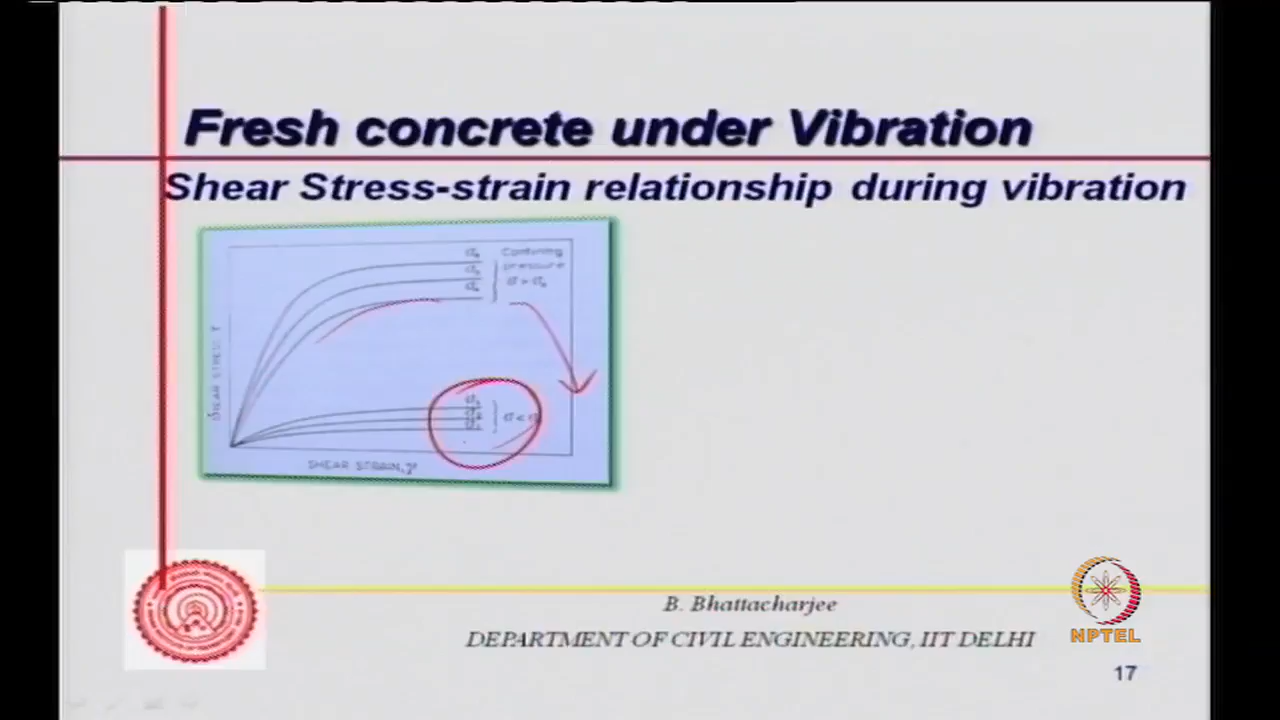 Fresh concrete under Vibration
Shear Stress-strain relationship during vibration
Confining
pressure
SHEAR STRESS τ
SHEAR STRAIN, γ
B. Bhattacharjee
DEPARTMENT OF CIVIL ENGINEERING, IIT DELHI
NPTEL
17